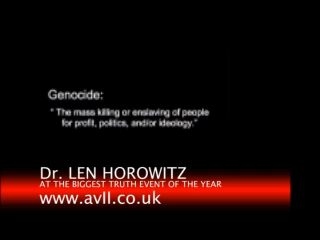 Genocide:
" The mass killing or enslaving of people
for profit, politics, and/or ideology."
Dr. LEN HOROWITZ
AT THE BIGGEST TRUTH EVENT OF THE YEAR
www.avll.co.uk